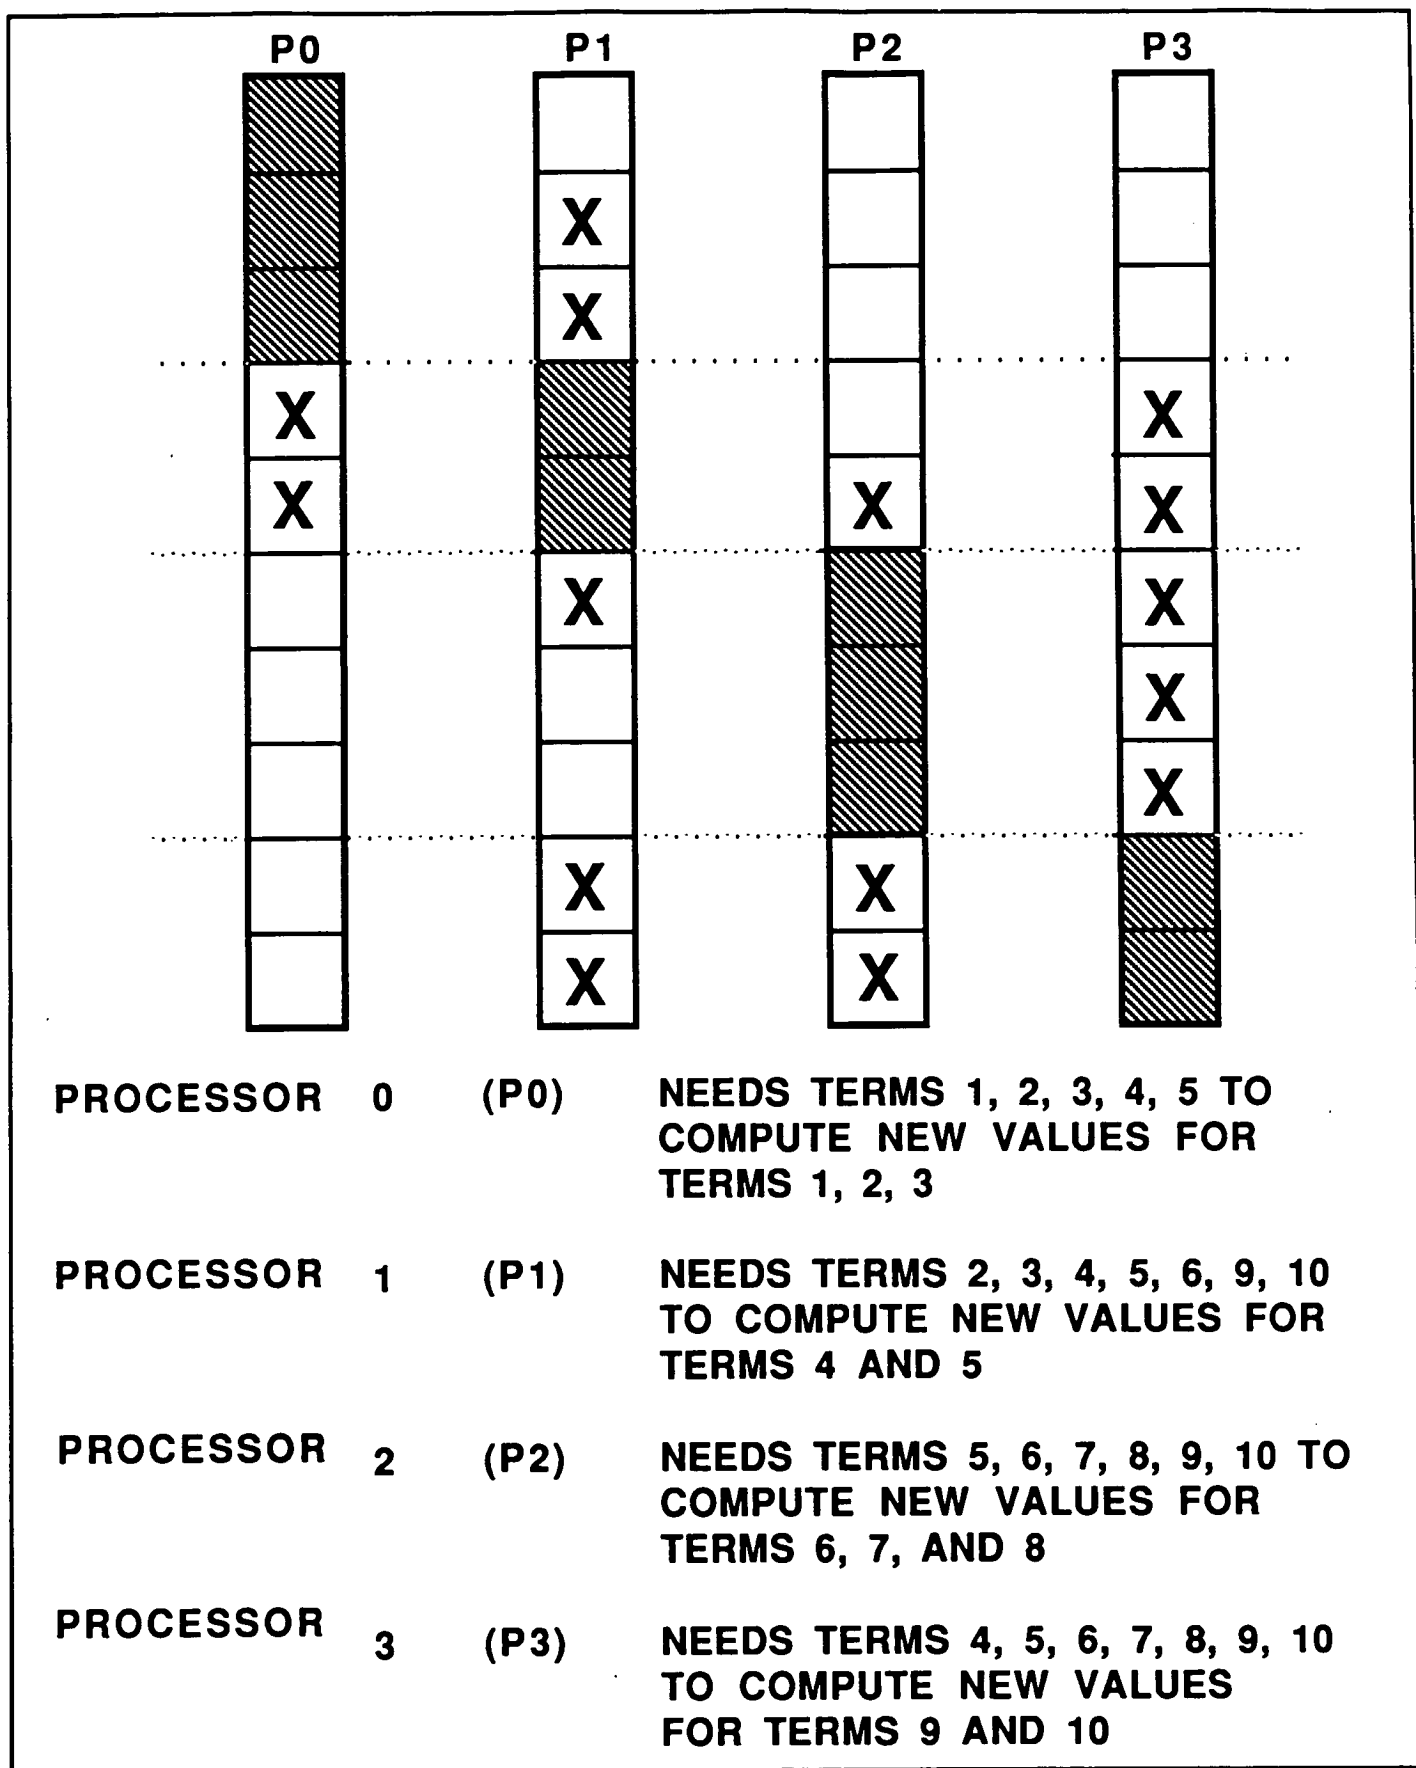 P0 P1 P2 P3
X
X
X X
X X X
X X
X
X
X X
X X
PROCESSOR 0 (P0) NEEDS TERMS 1, 2, 3, 4, 5 TO
COMPUTE NEW VALUES FOR
TERMS 1, 2, 3
PROCESSOR 1 (P1) NEEDS TERMS 2, 3, 4, 5, 6, 9, 10
TO COMPUTE NEW VALUES FOR
TERMS 4 AND 5
PROCESSOR 2 (P2) NEEDS TERMS 5, 6, 7, 8, 9, 10 TO
COMPUTE NEW VALUES FOR
TERMS 6, 7, AND 8
PROCESSOR 3 (P3) NEEDS TERMS 4, 5, 6, 7, 8, 9, 10
TO COMPUTE NEW VALUES
FOR TERMS 9 AND 10